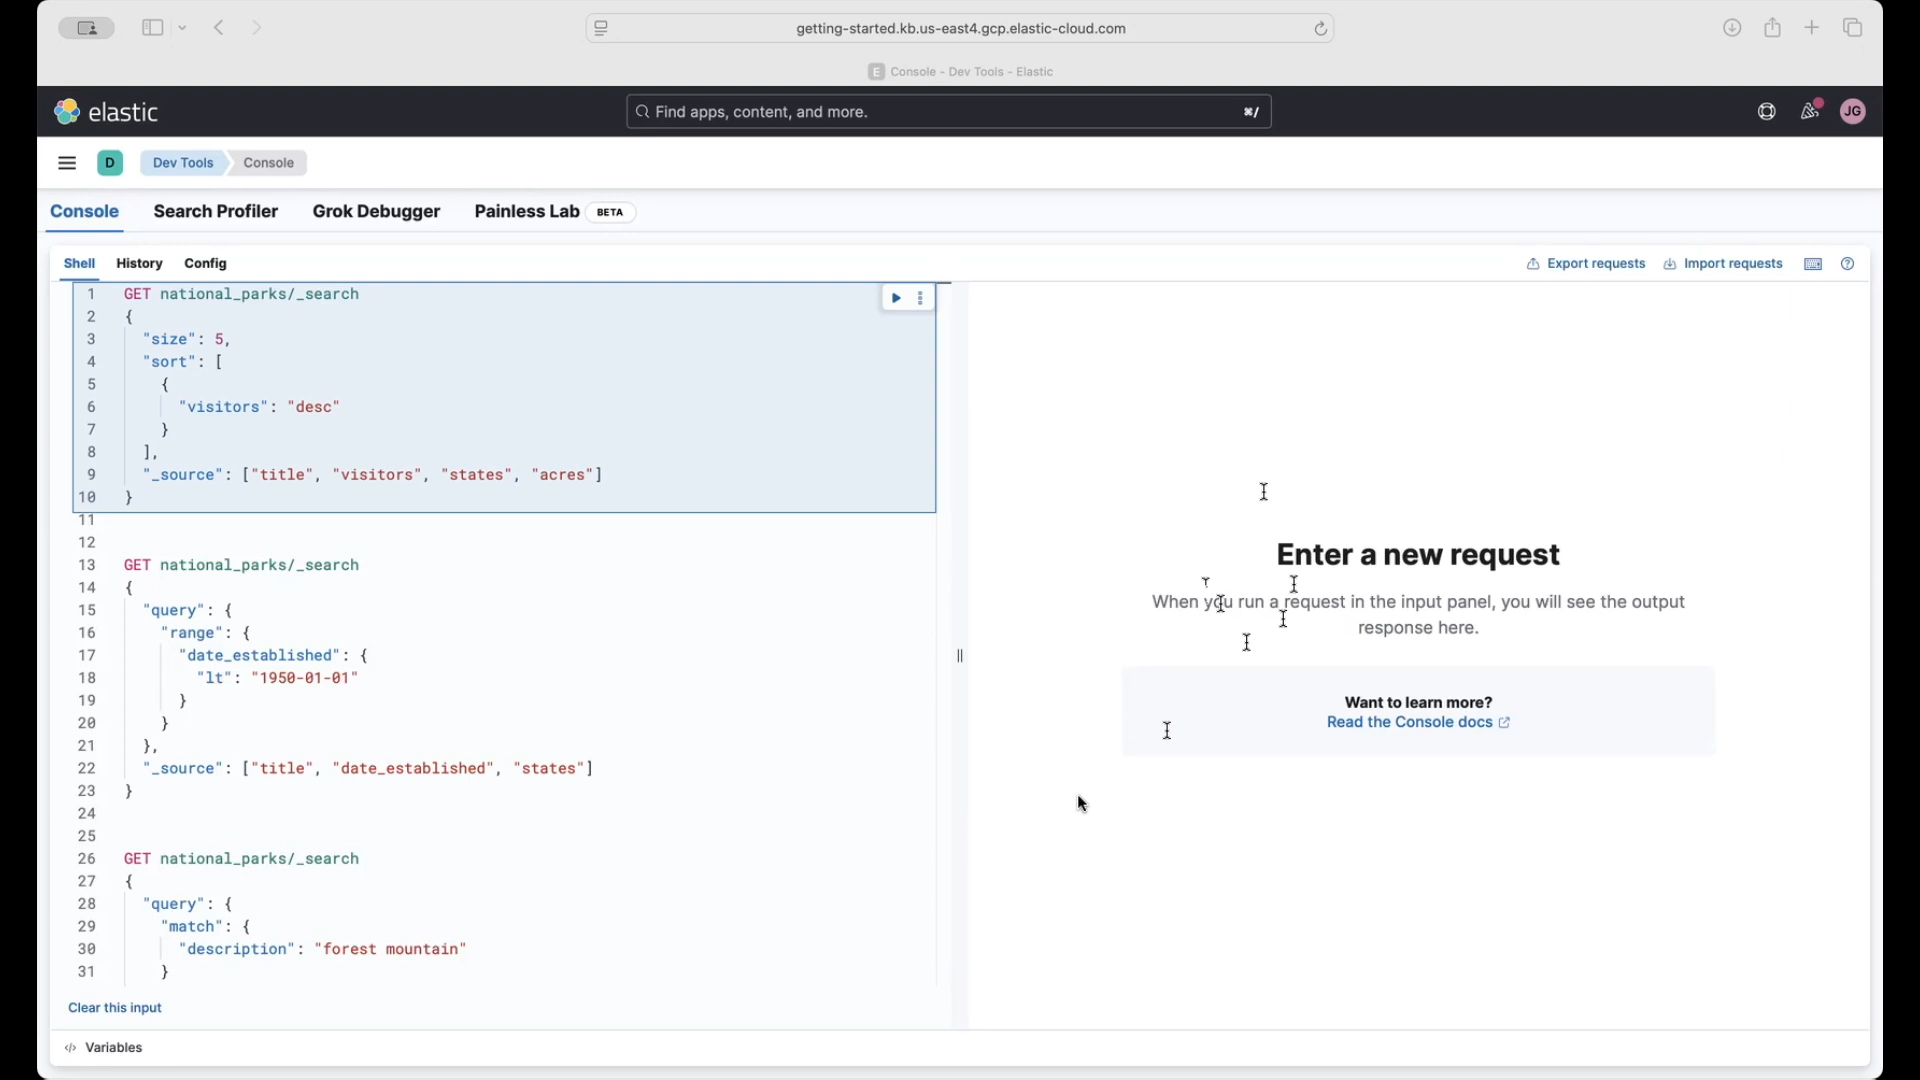 getting-started.kb.us-east4.gcp.elastic-cloud.com
E Console - Dev Tools - Elastic
elastic
Find apps, content, and more.
⌘/
JG
D
Dev Tools
Console
Console
Search Profiler
Grok Debugger
Painless Lab
BETA
Shell
History
Config
Export requests
Import requests
1 GET national_parks/_search
2 {
3 "size": 5,
4 "sort": [
5 {
6 "visitors": "desc"
7 }
8 ],
9 "_source": ["title", "visitors", "states", "acres"]
10 }
11
12
13 GET national_parks/_search
14 {
15 "query": {
16 "range": {
17 "date_established": {
18 "lt": "1950-01-01"
19 }
20 }
21 },
22 "_source": ["title", "date_established", "states"]
23 }
24
25
26 GET national_parks/_search
27 {
28 "query": {
29 "match": {
30 "description": "forest mountain"
31 }
Clear this input
Enter a new request
When you run a request in the input panel, you will see the output
response here.
Want to learn more?
Read the Console docs
</> Variables